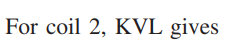 For coil 2, KVL gives